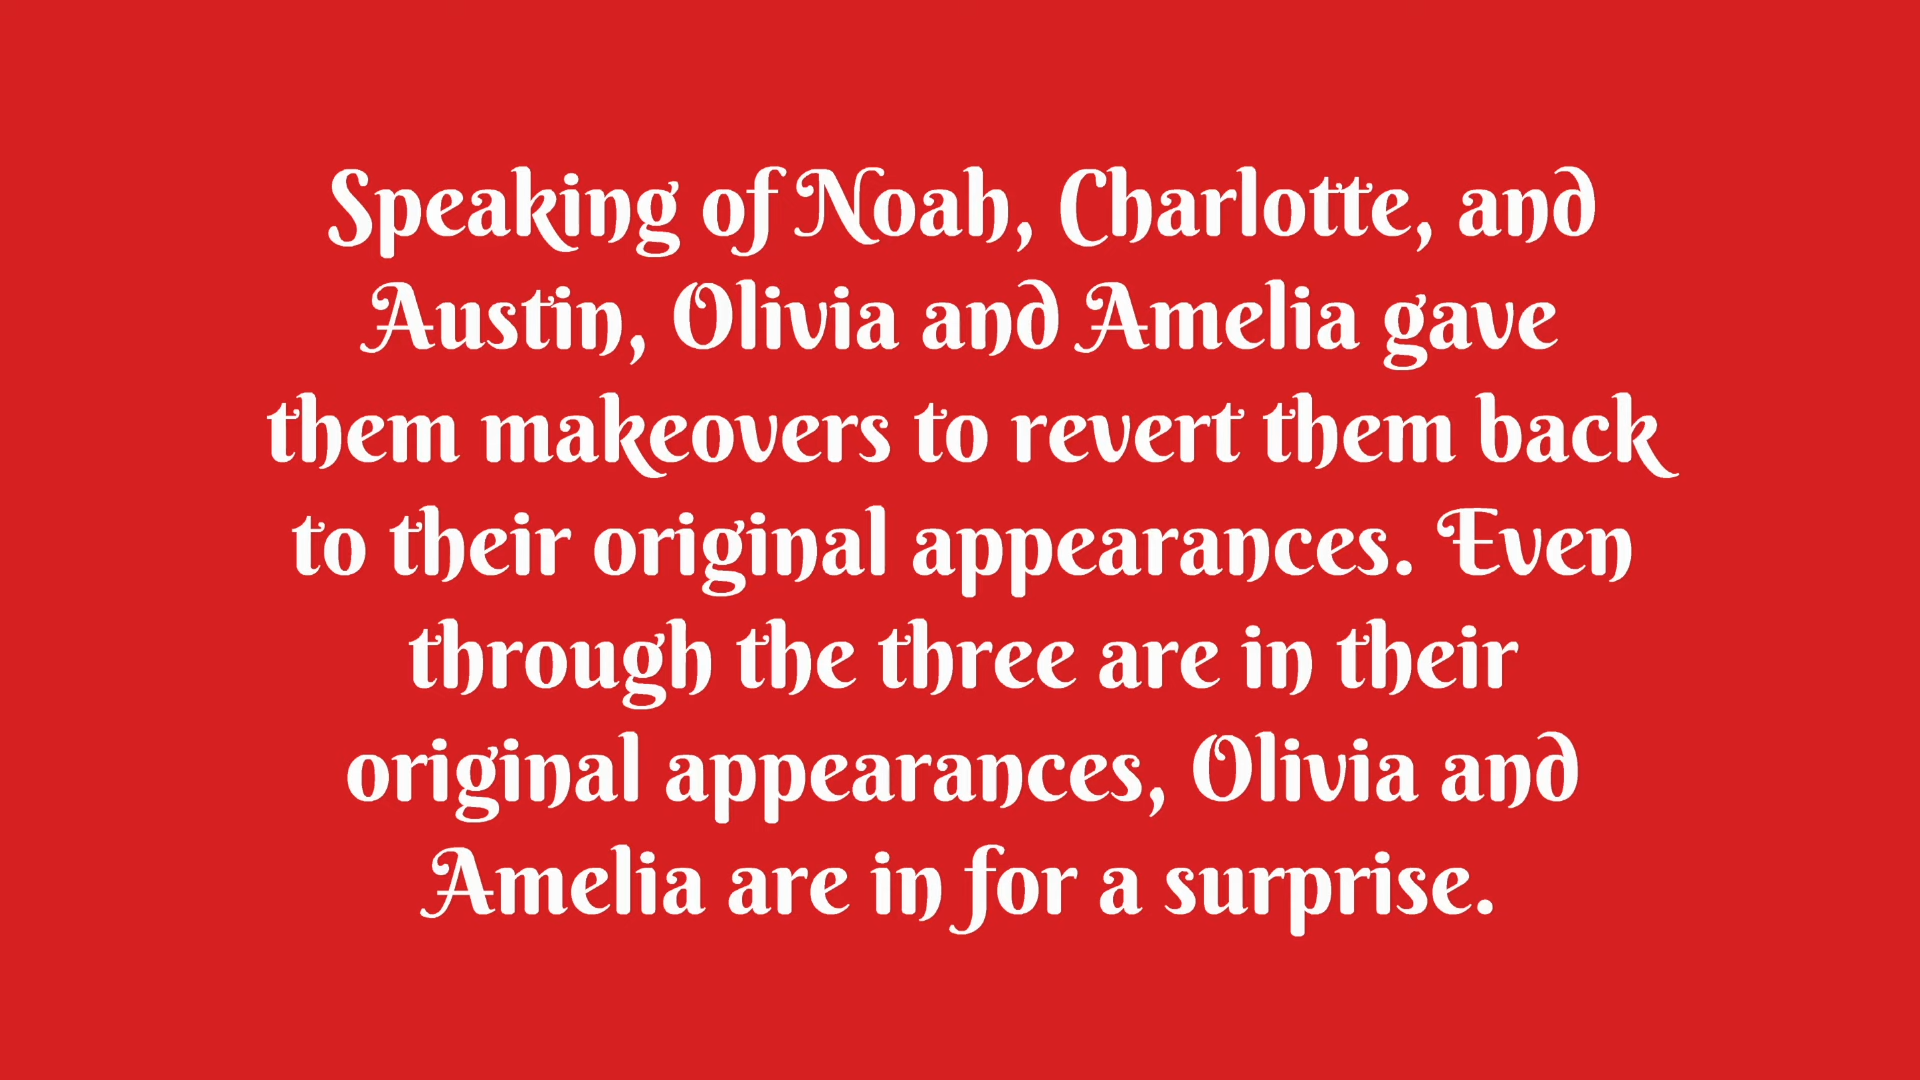 Speaking of Noah, Charlotte, and
Austin, Olivia and Amelia gave
them makeovers to revert them back
to their original appearances. Even
through the three are in their
original appearances, Olivia and
Amelia are in for a surprise.